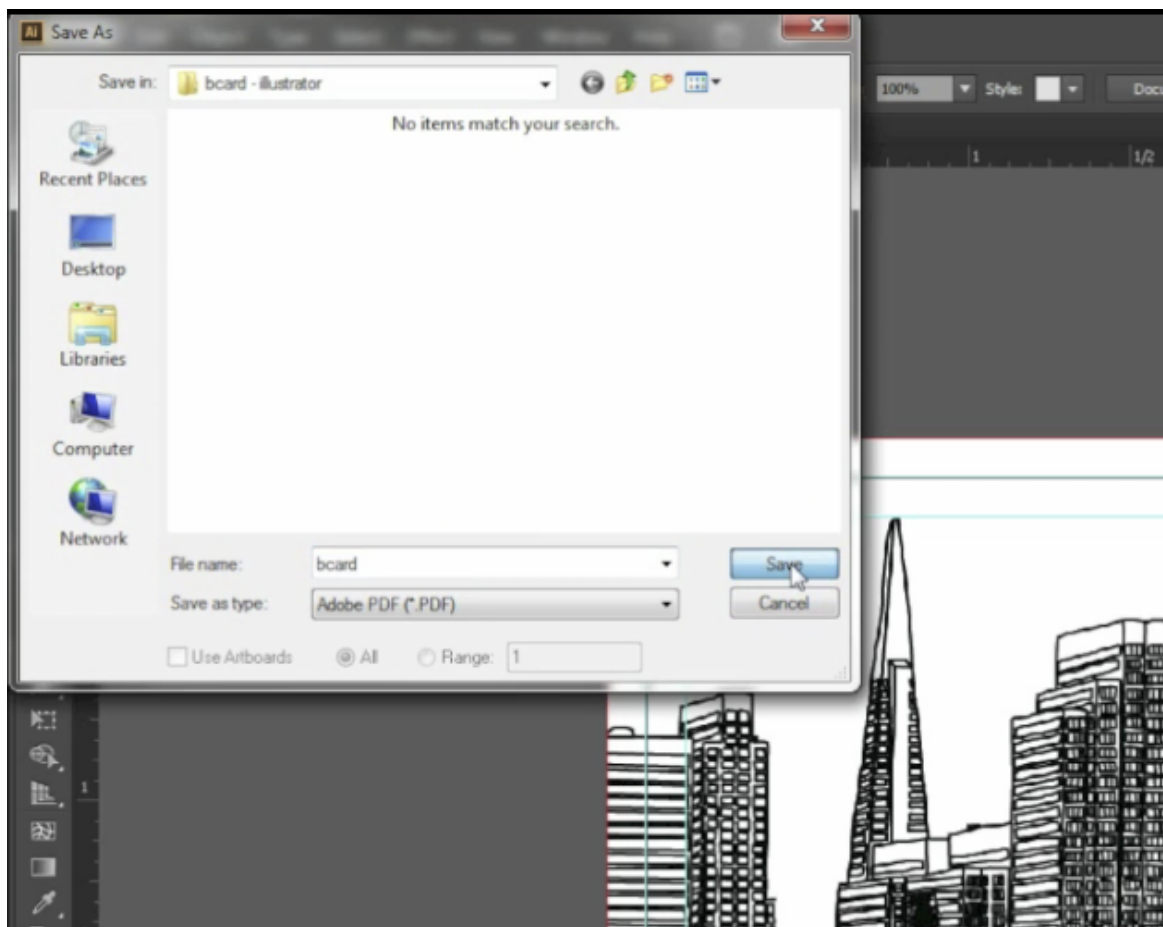 Ai Save As
Save in: bcard - illustrator
No items match your search.
Recent Places
Desktop
Libraries
Computer
Network
File name: bcard Save
Save as type: Adobe PDF (*.PDF) Cancel
Use Artboards All Range: 1
100% Style: Docu
1 1/2
1